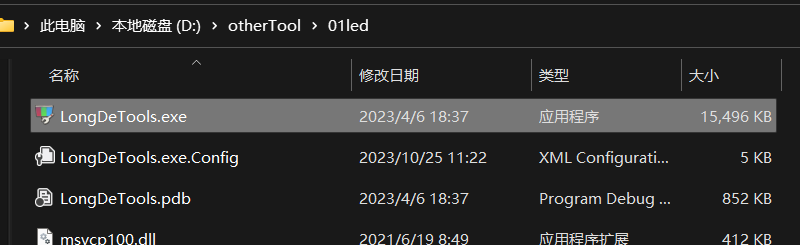 此电脑 > 本地磁盘 (D:) > otherTool > 01led
名称 修改日期 类型 大小
LongDeTools.exe 2023/4/6 18:37 应用程序 15,496 KB
LongDeTools.exe.Config 2023/10/25 11:22 XML Configurati... 5 KB
LongDeTools.pdb 2023/4/6 18:37 Program Debug ... 852 KB
msvcp100.dll 2021/6/19 8:49 应用程序扩展 412 KB